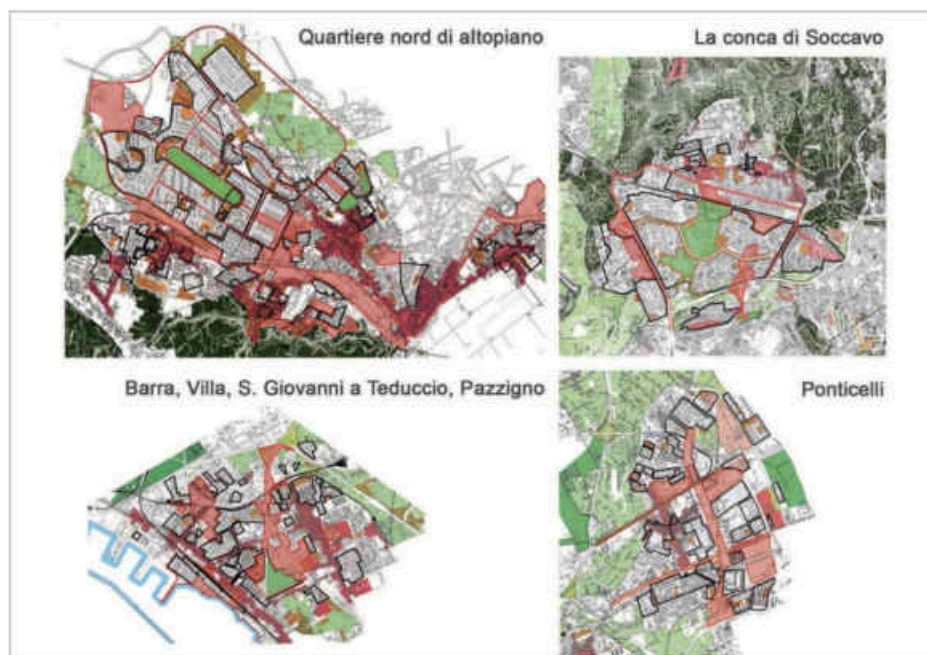 Quartiere nord di altopiano
La conca di Soccavo
Barra, Villa, S. Giovanni a Teduccio, Pazzigno
Ponticelli